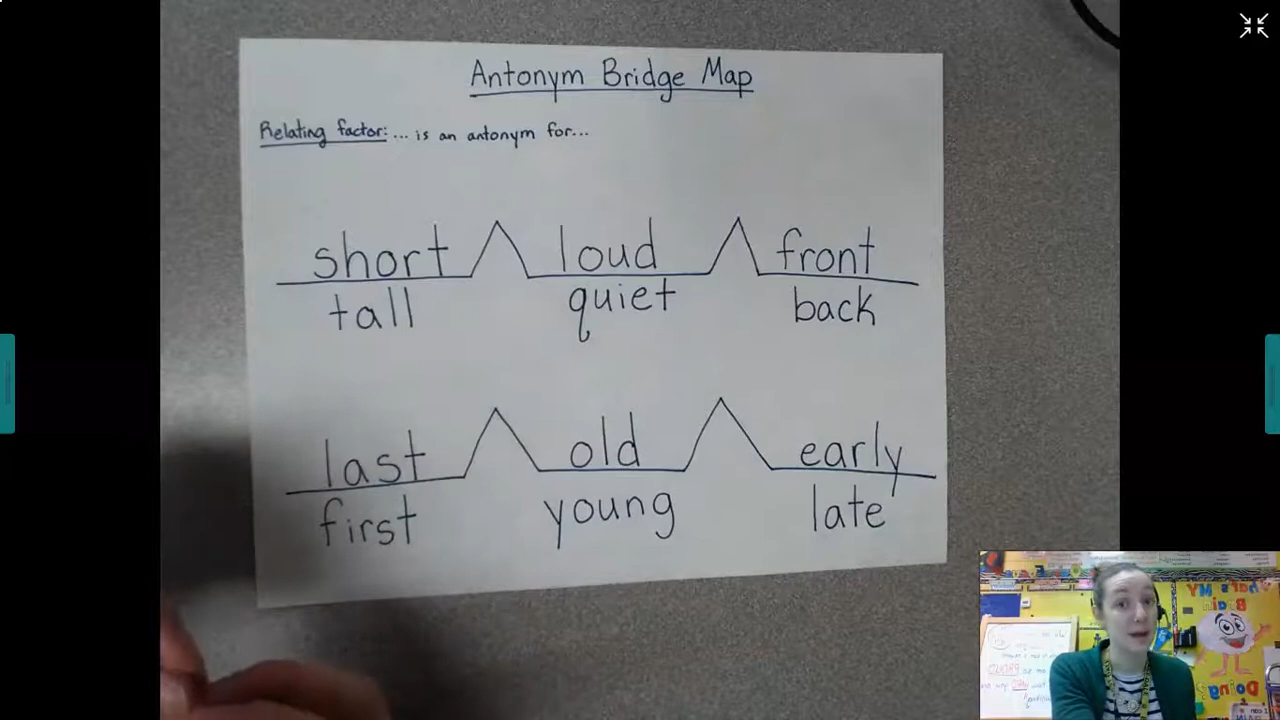 Antonym Bridge Map
Relating factor: ... is an antonym for...
short loud front
tall quiet back
last old early
first young late